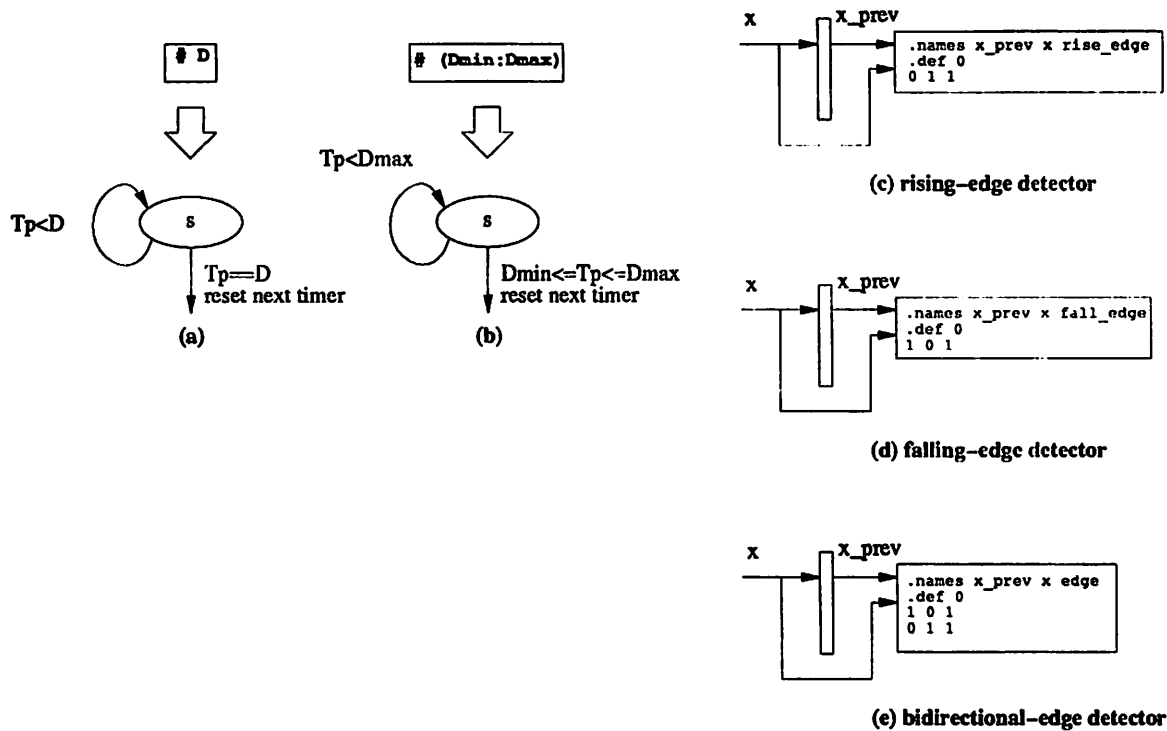 # D
Tp<D
s
Tp==D
reset next timer
(a)
# (Dmin:Dmax)
Tp<Dmax
s
Dmin<=Tp<=Dmax
reset next timer
(b)
x
x_prev
.names x_prev x rise_edge
.def 0
0 1 1
(c) rising-edge detector
x
x_prev
.names x_prev x fall_edge
.def 0
1 0 1
(d) falling-edge detector
x
x_prev
.names x_prev x edge
.def 0
1 0 1
0 1 1
(e) bidirectional-edge detector